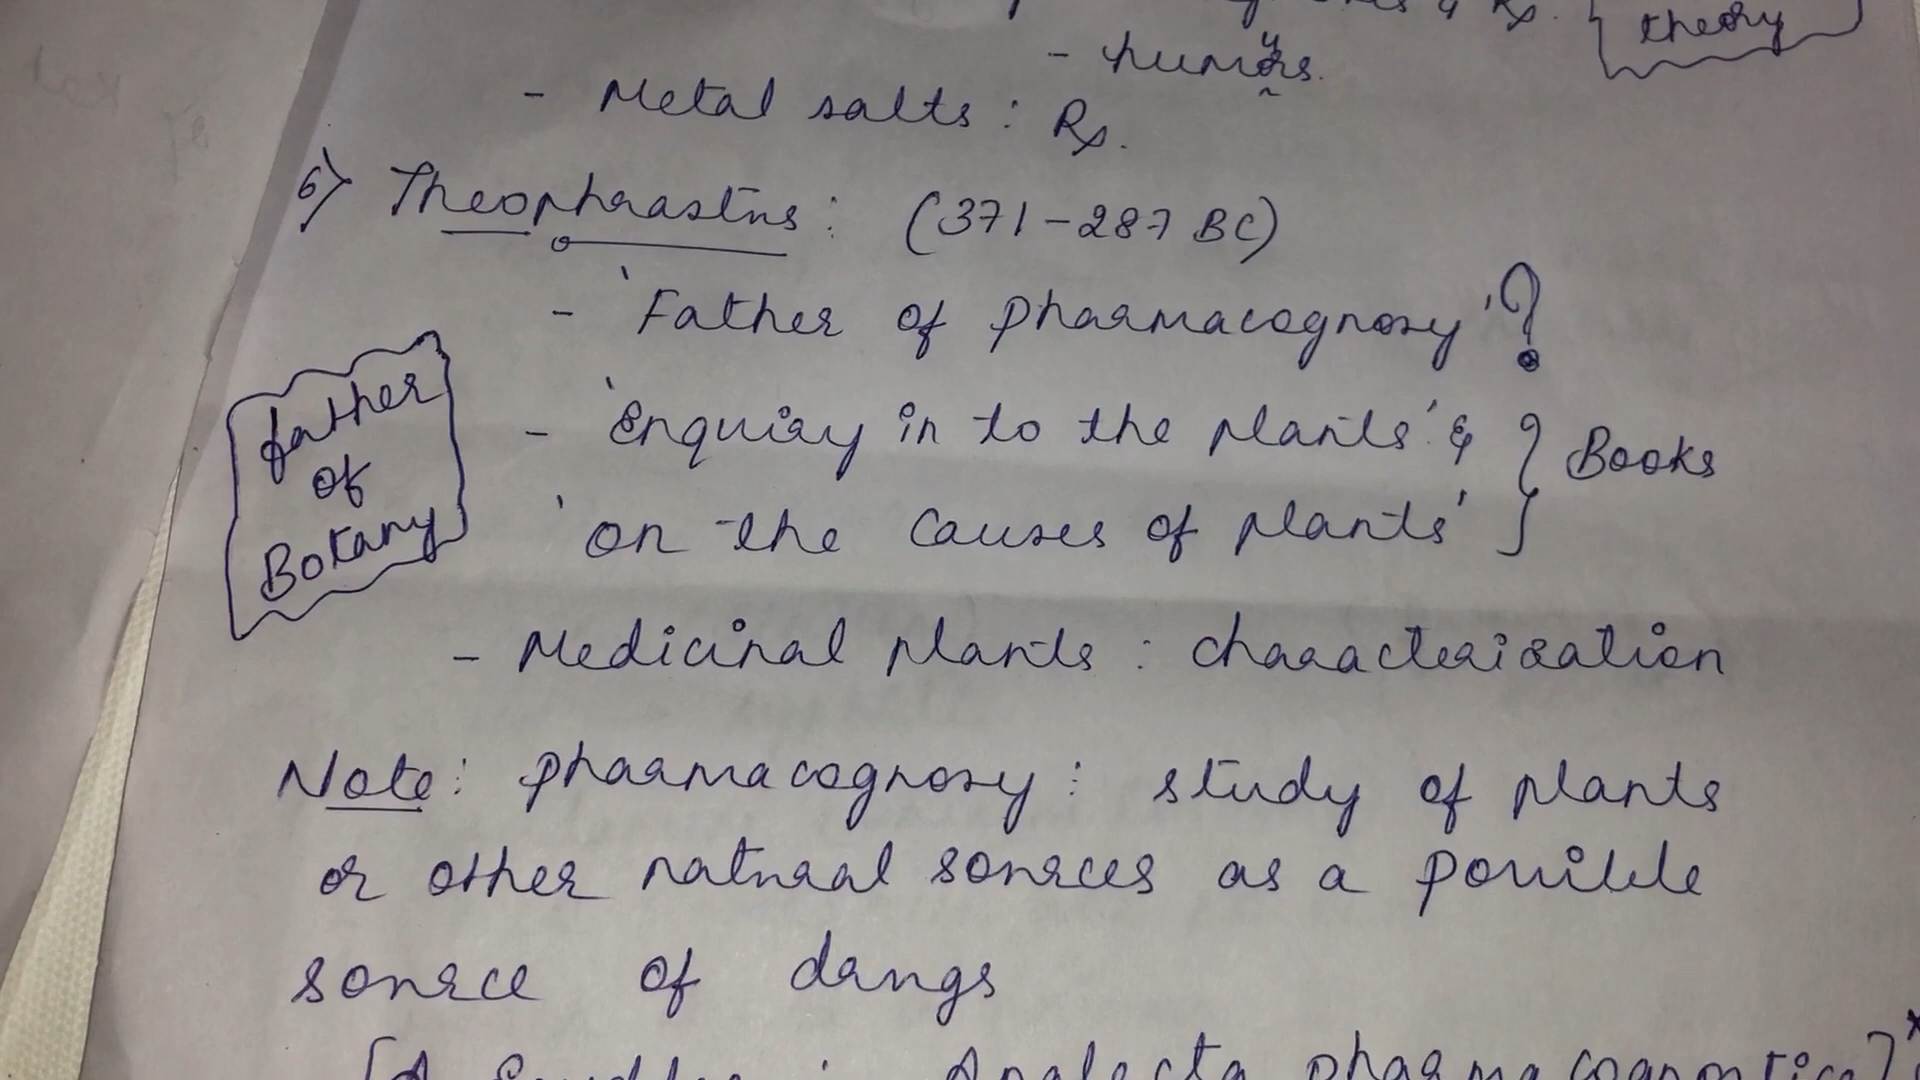 theory
- humors.
- Metal salts : Rx.
6) Theophrastus : (371-287 BC)
- 'Father of pharmacognosy'?
father
of
Botany
- 'Enquiry in to the plants' &
'on the causes of plants'
} Books
- Medicinal plants : characterization
Note : pharmacognosy : study of plants
or other natural sources as a possible
source of drugs
Analecta pharmacognostica]